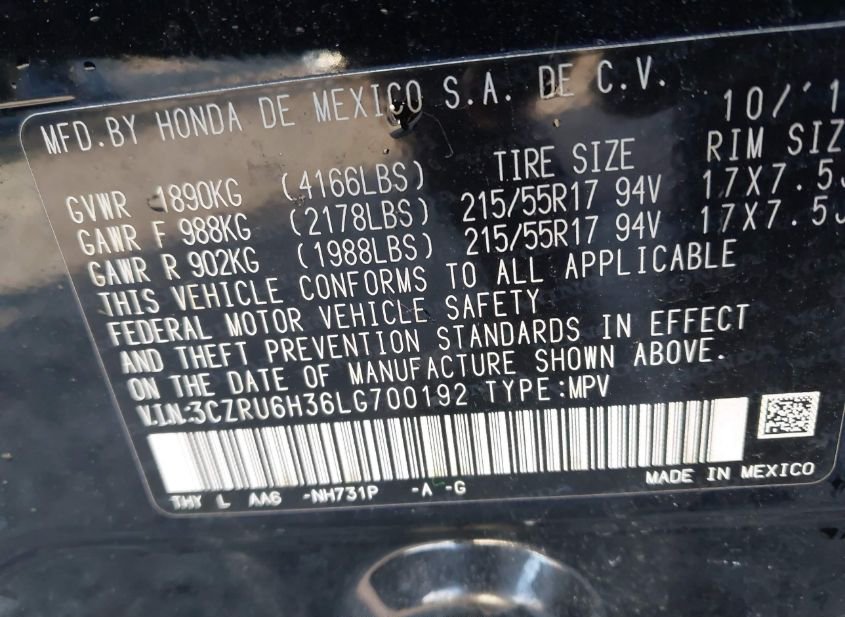 MFD.BY HONDA DE MEXICO S.A. DE C.V. 10/'1
TIRE SIZE RIM SIZ
GVWR 1890KG (4166LBS)
GAWR F 988KG (2178LBS) 215/55R17 94V 17X7.5J
GAWR R 902KG (1988LBS) 215/55R17 94V 17X7.5J
THIS VEHICLE CONFORMS TO ALL APPLICABLE
FEDERAL MOTOR VEHICLE SAFETY
AND THEFT PREVENTION STANDARDS IN EFFECT
ON THE DATE OF MANUFACTURE SHOWN ABOVE.
V.I.N:3CZRU6H36LG700192 TYPE:MPV
THY L AA6 -NH731P -A -G MADE IN MEXICO